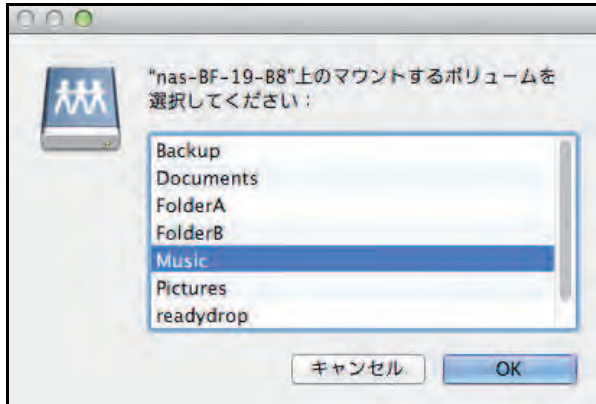 "nas-BF-19-B8"上のマウントするボリュームを
選択してください：
Backup
Documents
FolderA
FolderB
Music
Pictures
readydrop
キャンセル
OK